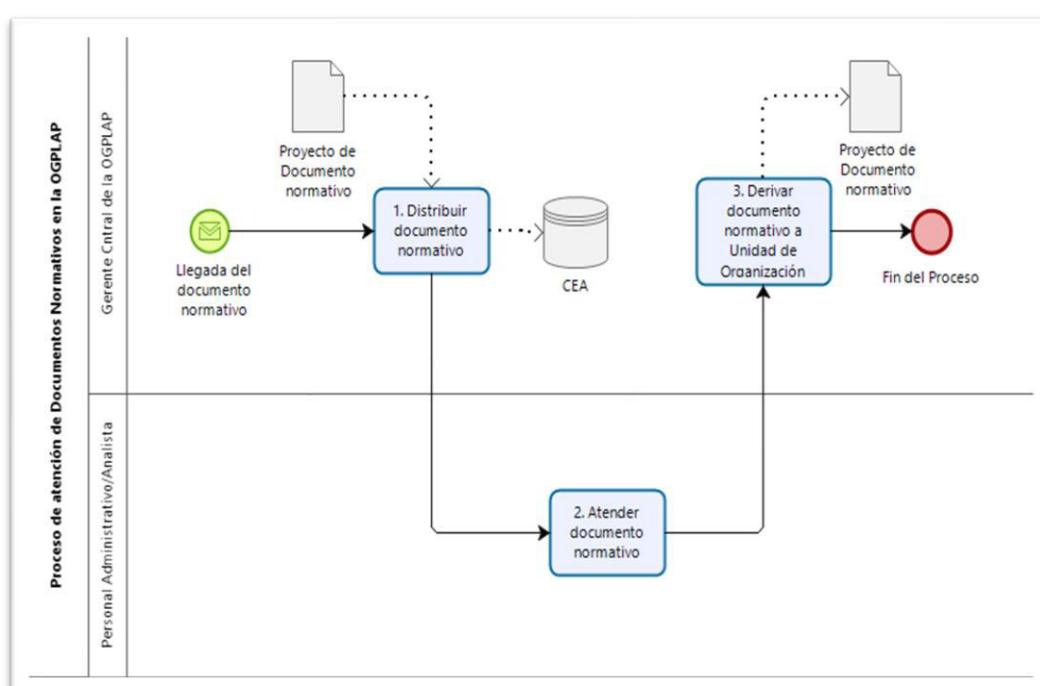 Proceso de atención de Documentos Normativos en la OGPLAP
Gerente Cntral de la OGPLAP
Proyecto de
Documento
normativo
Llegada del
documento
normativo
1. Distribuir
documento
normativo
CEA
3. Derivar
documento
normativo a
Unidad de
Organización
Proyecto de
Documento
normativo
Fin del Proceso
Personal Administrativo/Analista
2. Atender
documento
normativo